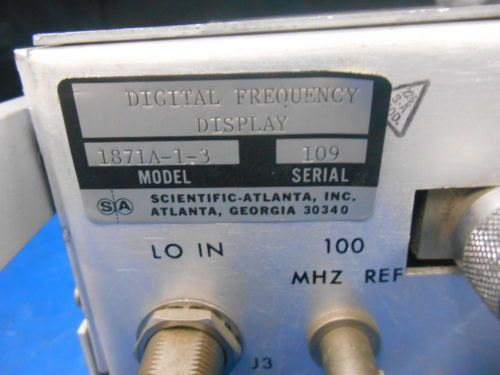 DIGITAL FREQUENCY
DISPLAY
1871A-1-3 109
MODEL SERIAL
S/A SCIENTIFIC-ATLANTA, INC.
ATLANTA, GEORGIA 30340
LO IN 100
MHZ REF
J3
S-A